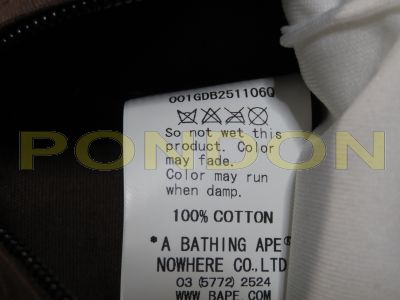 001GDB251106Q
So not wet this
product. Color
may fade.
Color may run
when damp.
100% COTTON
*A BATHING APE®
NOWHERE CO.,LTD
03(5772)2524
WWW.BAPE.COM
PONDON